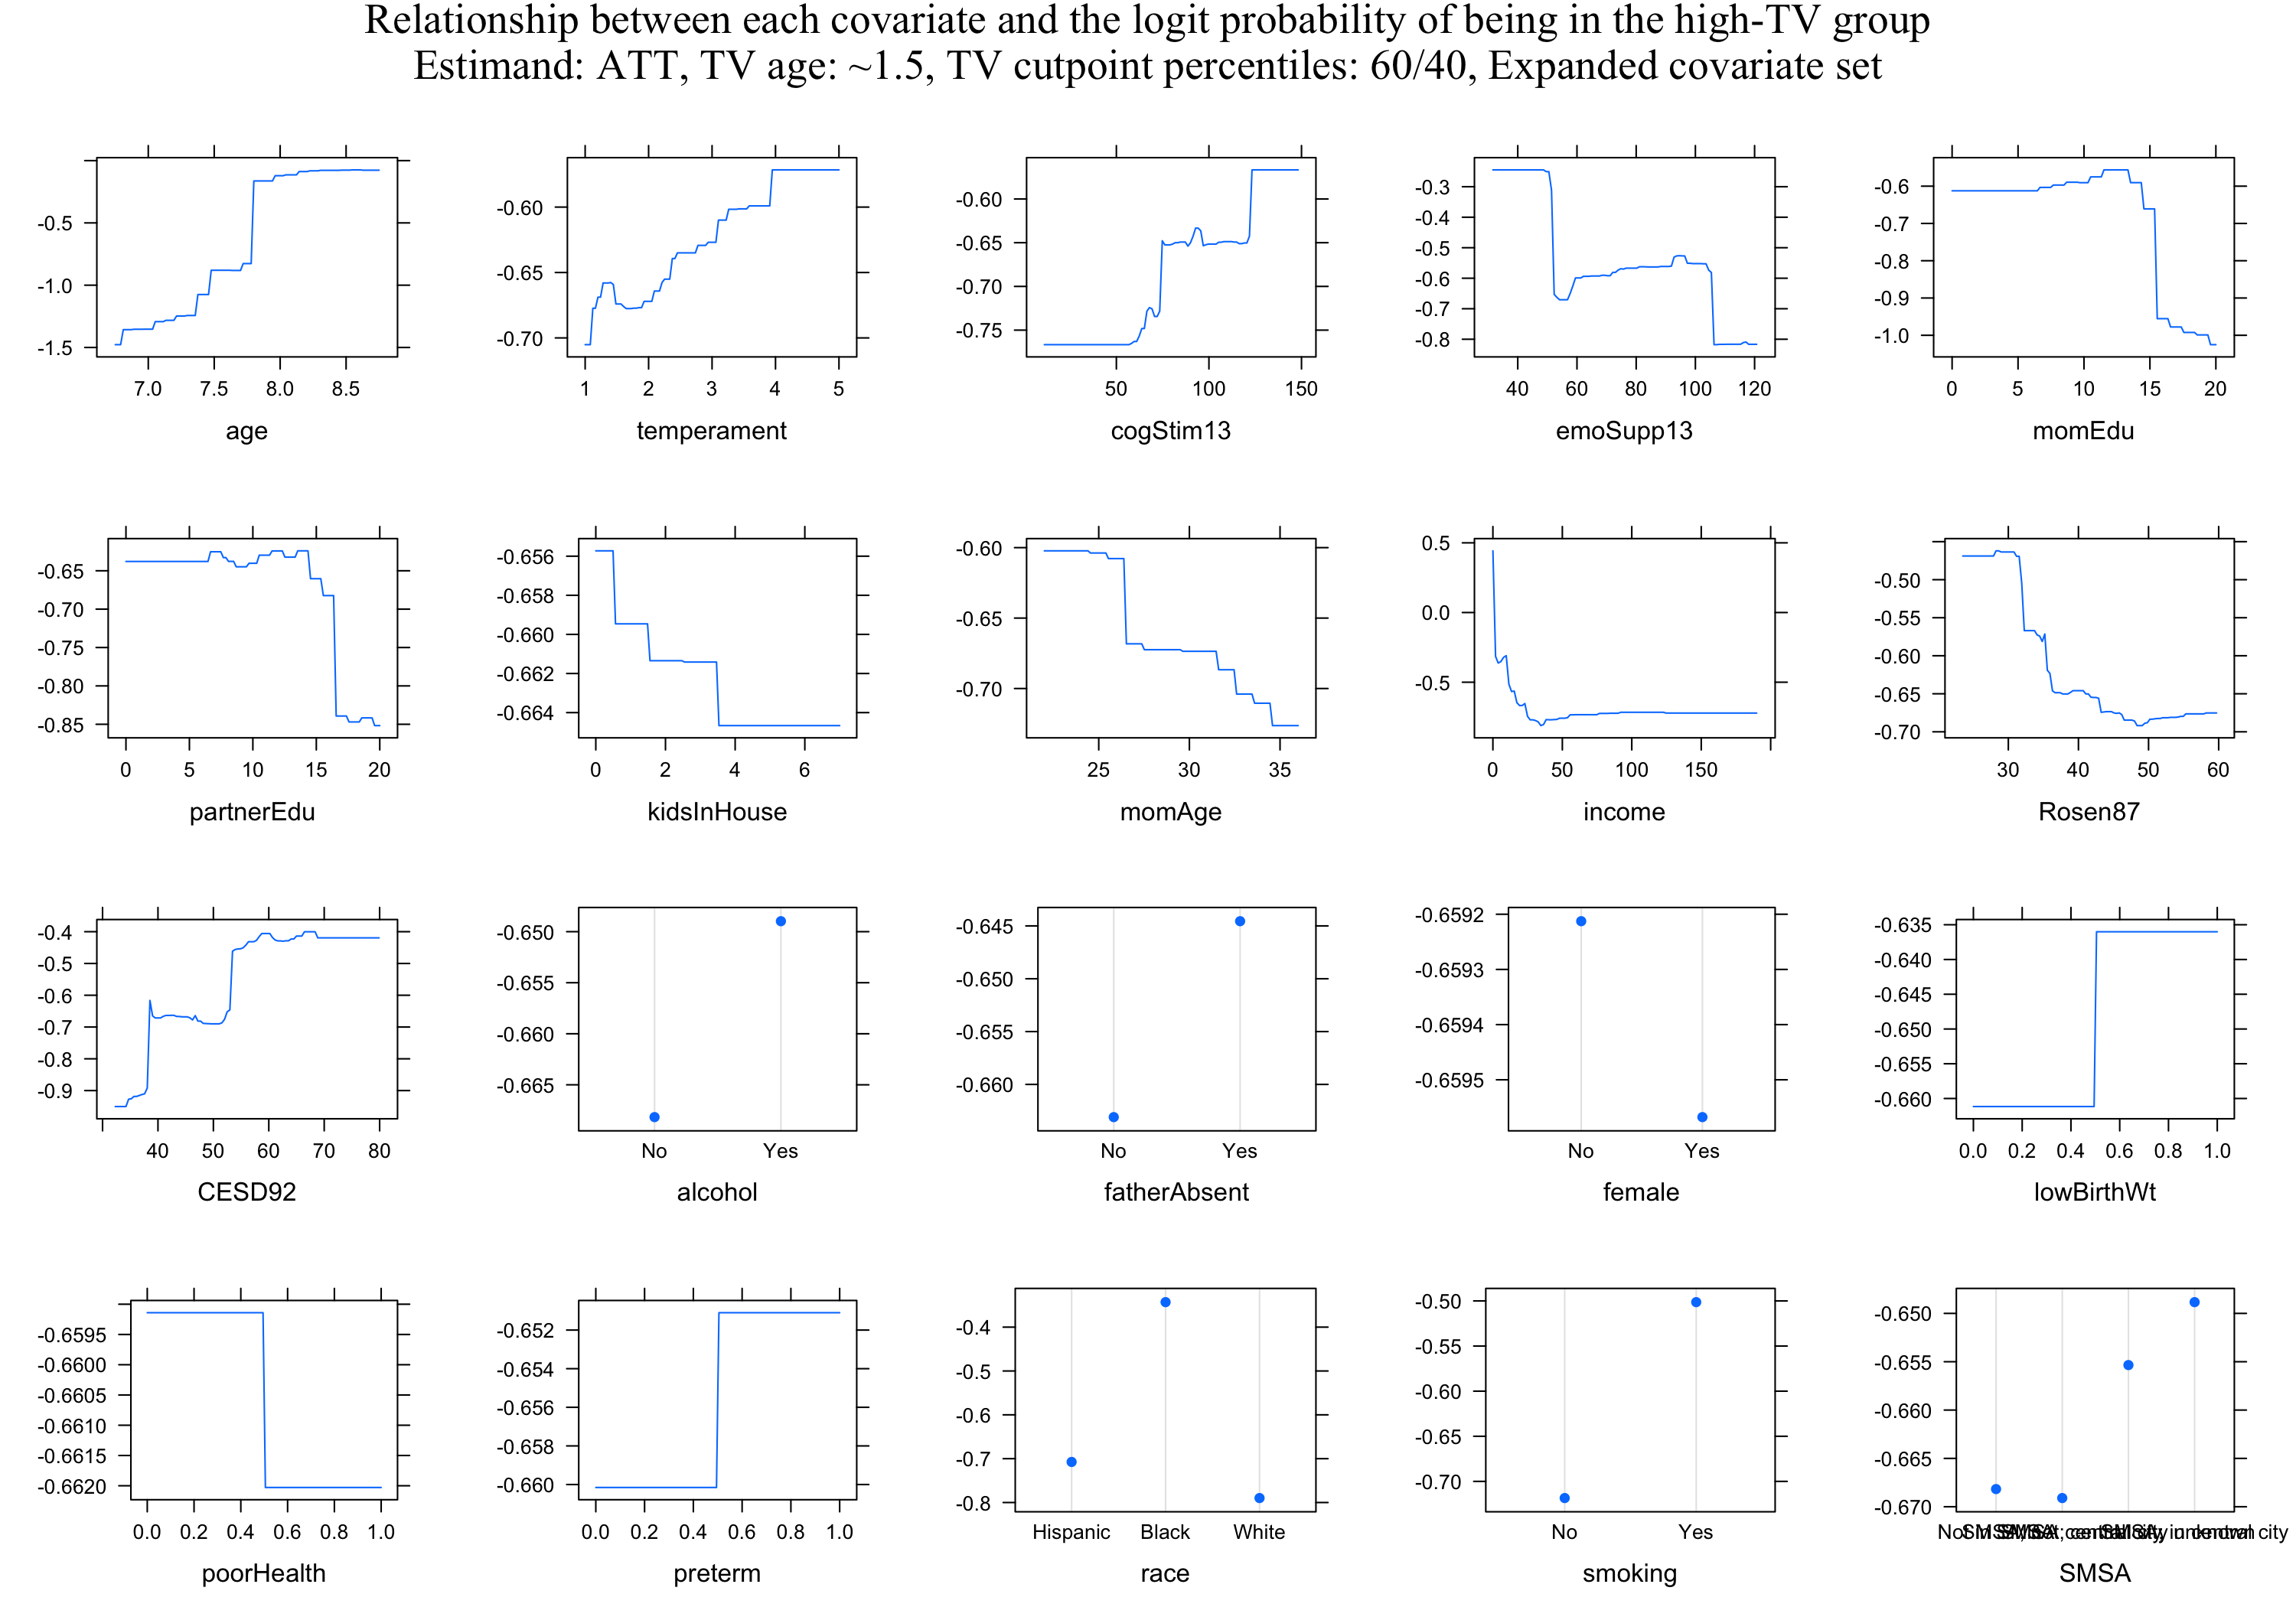 Relationship between each covariate and the logit probability of being in the high-TV group
Estimand: ATT, TV age: ~1.5, TV cutpoint percentiles: 60/40, Expanded covariate set
-0.5
-1.0
-1.5
7.0 7.5 8.0 8.5
age
-0.60
-0.65
-0.70
1 2 3 4 5
temperament
-0.60
-0.65
-0.70
-0.75
50 100 150
cogStim13
-0.3
-0.4
-0.5
-0.6
-0.7
-0.8
40 60 80 100 120
emoSupp13
-0.6
-0.7
-0.8
-0.9
-1.0
0 5 10 15 20
momEdu
-0.65
-0.70
-0.75
-0.80
-0.85
0 5 10 15 20
partnerEdu
-0.656
-0.658
-0.660
-0.662
-0.664
0 2 4 6
kidsInHouse
-0.60
-0.65
-0.70
25 30 35
momAge
0.5
0.0
-0.5
0 50 100 150
income
-0.50
-0.55
-0.60
-0.65
-0.70
30 40 50 60
Rosen87
-0.4
-0.5
-0.6
-0.7
-0.8
-0.9
40 50 60 70 80
CESD92
-0.650
-0.655
-0.660
-0.665
No Yes
alcohol
-0.645
-0.650
-0.655
-0.660
No Yes
fatherAbsent
-0.6592
-0.6593
-0.6594
-0.6595
No Yes
female
-0.635
-0.640
-0.645
-0.650
-0.655
-0.660
0.0 0.2 0.4 0.6 0.8 1.0
lowBirthWt
-0.6595
-0.6600
-0.6605
-0.6610
-0.6615
-0.6620
0.0 0.2 0.4 0.6 0.8 1.0
poorHealth
-0.652
-0.654
-0.656
-0.658
-0.660
0.0 0.2 0.4 0.6 0.8 1.0
preterm
-0.4
-0.5
-0.6
-0.7
-0.8
Hispanic Black White
race
-0.50
-0.55
-0.60
-0.65
-0.70
No Yes
smoking
-0.650
-0.655
-0.660
-0.665
-0.670
city
SMSA